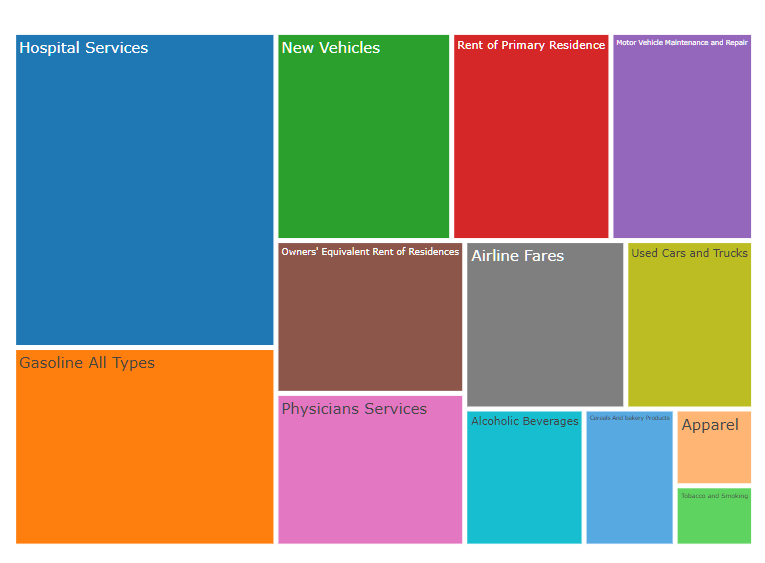 Hospital Services
New Vehicles
Rent of Primary Residence
Motor Vehicle Maintenance and Repair
Owners' Equivalent Rent of Residences
Airline Fares
Used Cars and Trucks
Gasoline All Types
Physicians Services
Alcoholic Beverages
Cereals And bakery Products
Apparel
Tobacco and Smoking